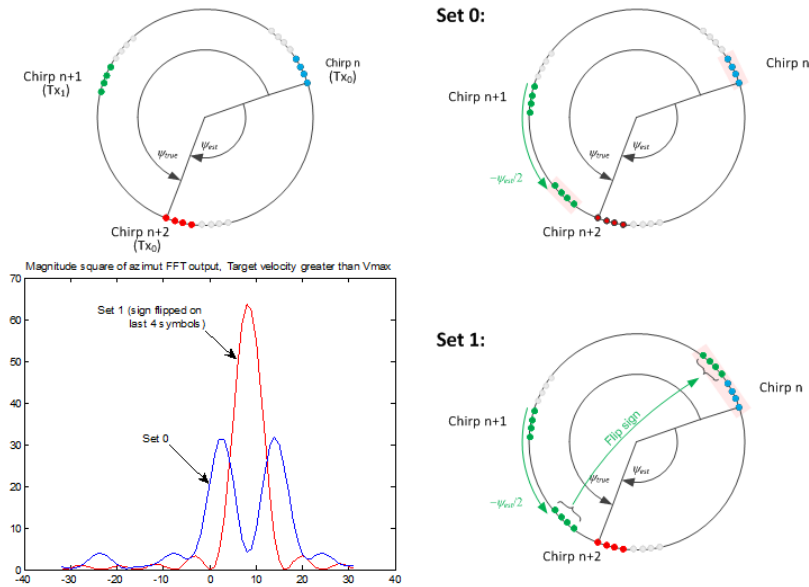 Chirp n+1
(Tx1)
Chirp n
(Tx0)
ψtrue
ψest
Chirp n+2
(Tx0)
Set 0:
Chirp n
Chirp n+1
ψtrue
ψest
−ψest/2
Chirp n+2
Magnitude square of azimut FFT output, Target velocity greater than Vmax
70
60
50
40
30
20
10
0
-40
-30
-20
-10
0
10
20
30
40
Set 1 (sign flipped on
last 4 symbols)
Set 0
Set 1:
Chirp n
Chirp n+1
Flip sign
ψtrue
ψest
−ψest/2
Chirp n+2